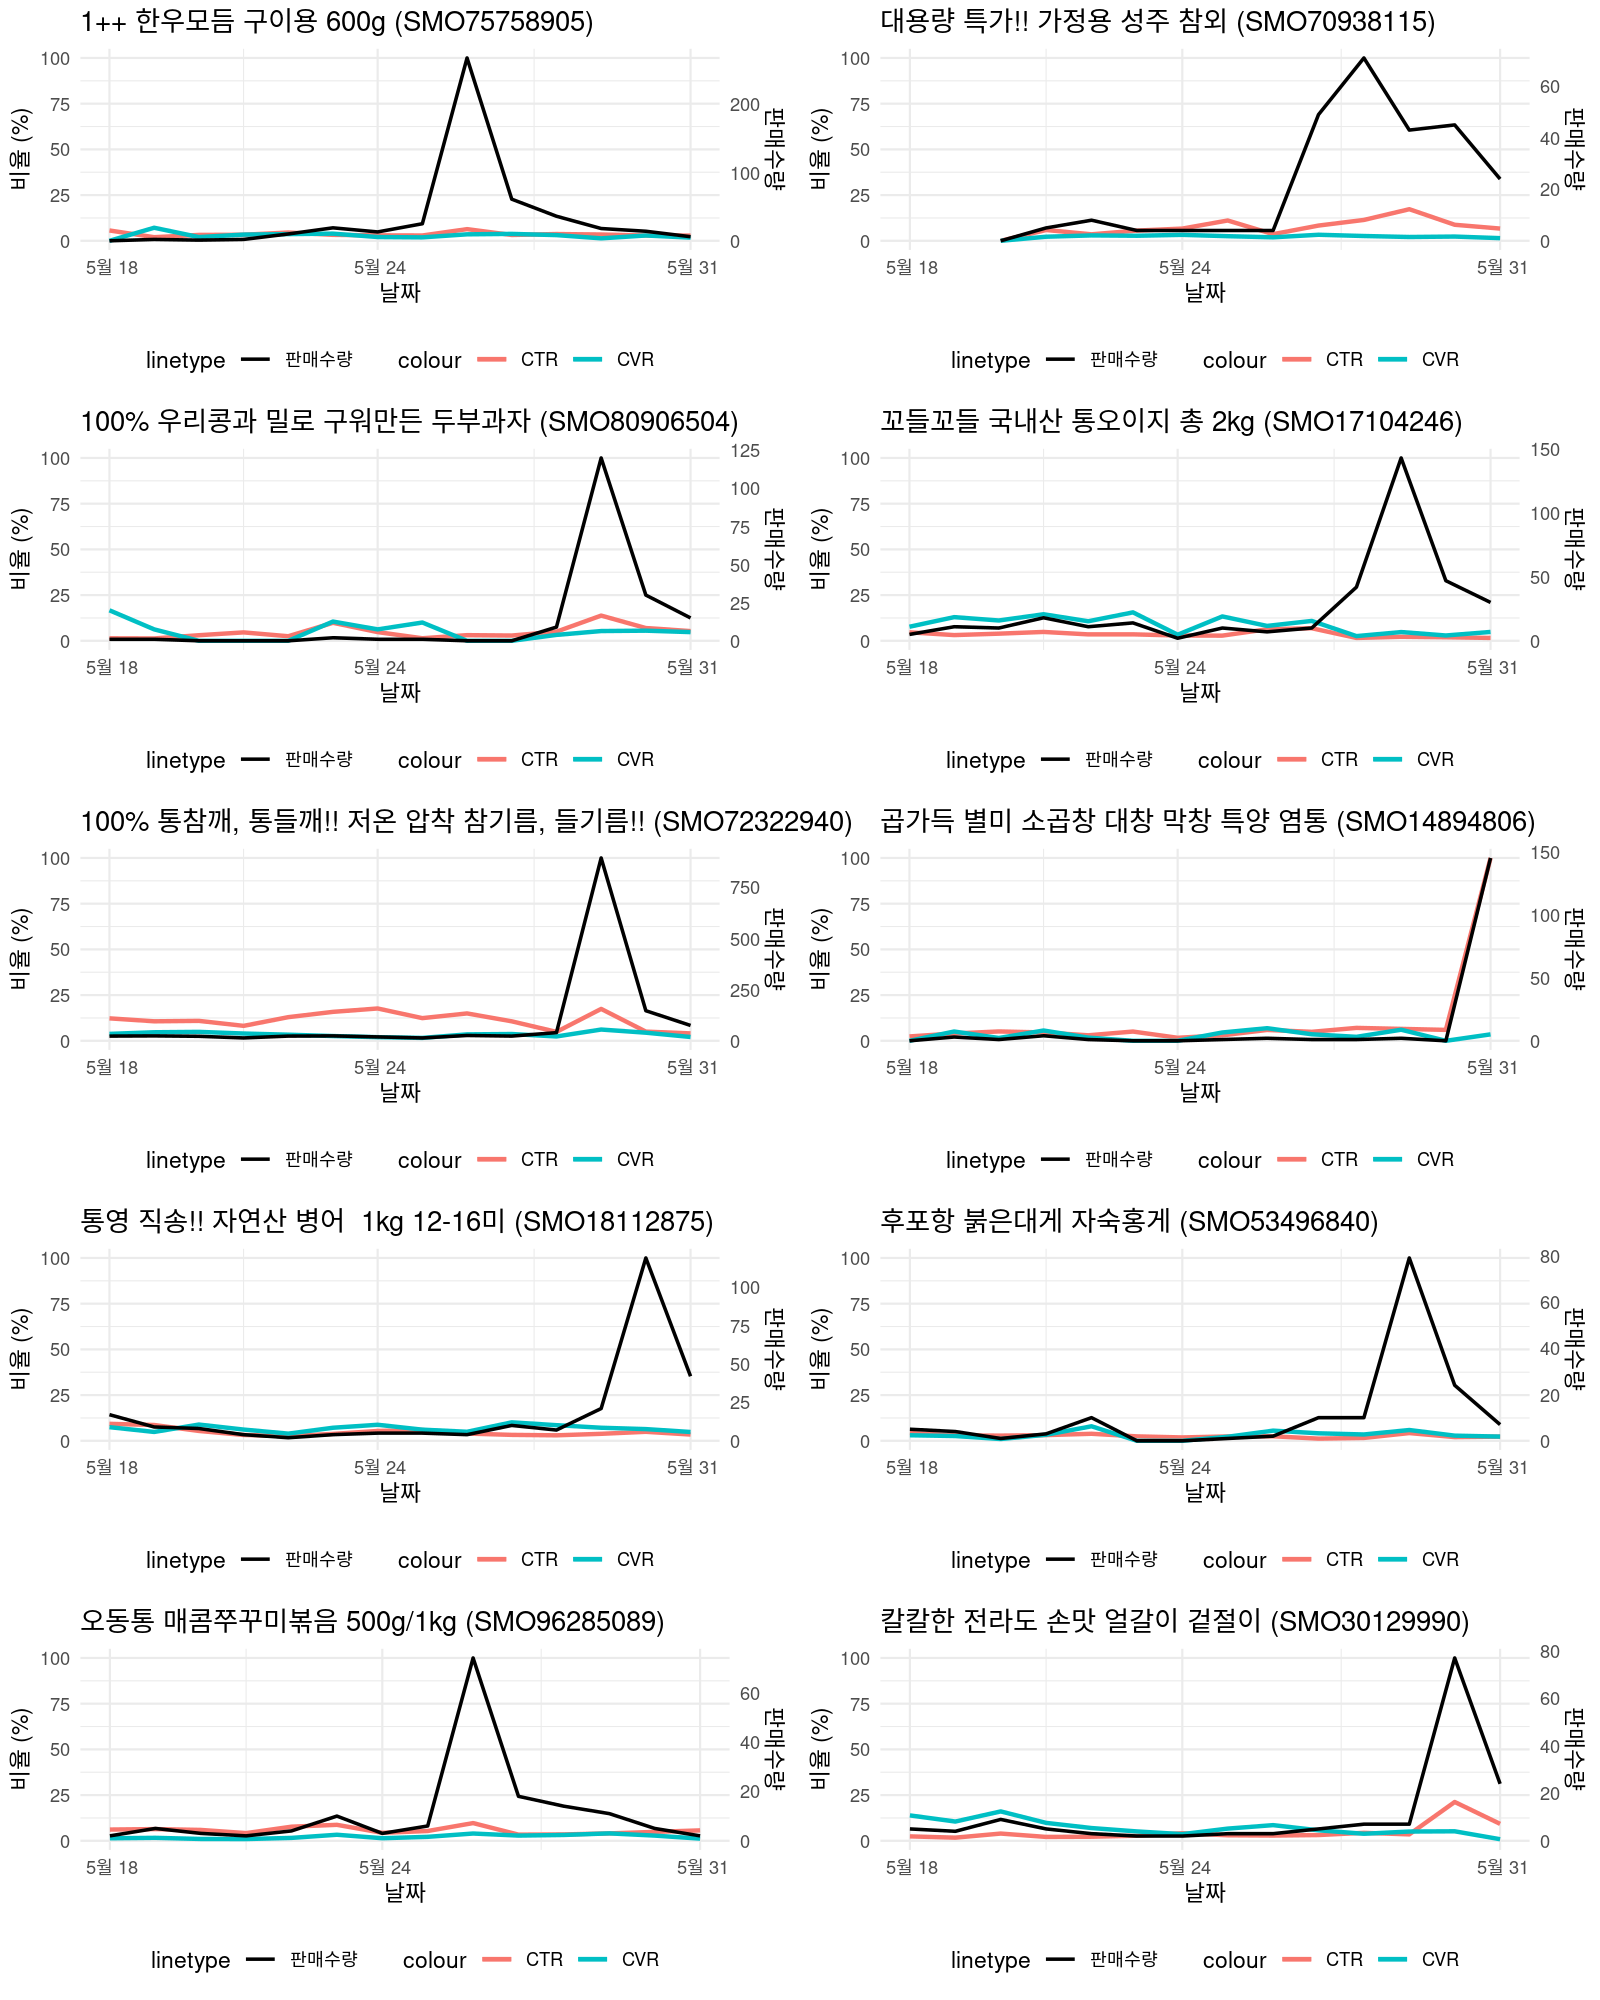 1++ 한우모듬 구이용 600g (SMO75758905)
비율 (%)
100
75
50
25
0
200
100
0
판매수량
5월 18 5월 24 5월 31
날짜
linetype 판매수량 colour CTR CVR
대용량 특가!! 가정용 성주 참외 (SMO70938115)
비율 (%)
100
75
50
25
0
60
40
20
0
판매수량
5월 18 5월 24 5월 31
날짜
linetype 판매수량 colour CTR CVR
100% 우리콩과 밀로 구워만든 두부과자 (SMO80906504)
비율 (%)
100
75
50
25
0
125
100
75
50
25
0
판매수량
5월 18 5월 24 5월 31
날짜
linetype 판매수량 colour CTR CVR
꼬들꼬들 국내산 통오이지 총 2kg (SMO17104246)
비율 (%)
100
75
50
25
0
150
100
50
0
판매수량
5월 18 5월 24 5월 31
날짜
linetype 판매수량 colour CTR CVR
100% 통참깨, 통들깨!! 저온 압착 참기름, 들기름!! (SMO72322940)
비율 (%)
100
75
50
25
0
750
500
250
0
판매수량
5월 18 5월 24 5월 31
날짜
linetype 판매수량 colour CTR CVR
곱가득 별미 소곱창 대창 막창 특양 염통 (SMO14894806)
비율 (%)
100
75
50
25
0
150
100
50
0
판매수량
5월 18 5월 24 5월 31
날짜
linetype 판매수량 colour CTR CVR
통영 직송!! 자연산 병어  1kg 12-16미 (SMO18112875)
비율 (%)
100
75
50
25
0
100
75
50
25
0
판매수량
5월 18 5월 24 5월 31
날짜
linetype 판매수량 colour CTR CVR
후포항 붉은대게 자숙홍게 (SMO53496840)
비율 (%)
100
75
50
25
0
80
60
40
20
0
판매수량
5월 18 5월 24 5월 31
날짜
linetype 판매수량 colour CTR CVR
오동통 매콤쭈꾸미볶음 500g/1kg (SMO96285089)
비율 (%)
100
75
50
25
0
60
40
20
0
판매수량
5월 18 5월 24 5월 31
날짜
linetype 판매수량 colour CTR CVR
칼칼한 전라도 손맛 얼갈이 겉절이 (SMO30129990)
비율 (%)
100
75
50
25
0
80
60
40
20
0
판매수량
5월 18 5월 24 5월 31
날짜
linetype 판매수량 colour CTR CVR